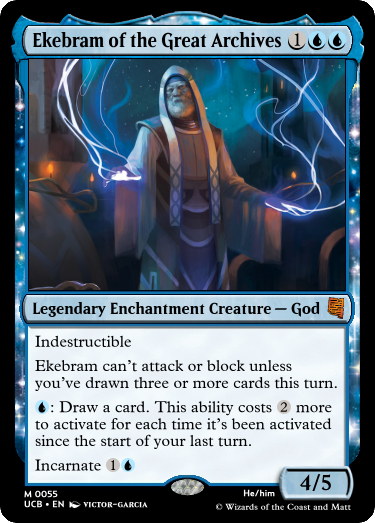 Ekebram of the Great Archives 1
Legendary Enchantment Creature — God
Indestructible
Ekebram can't attack or block unless
you've drawn three or more cards this turn.
: Draw a card. This ability costs 2 more
to activate for each time it's been activated
since the start of your last turn.
Incarnate 1
4/5
M 0055
He/him
UCB • EN VICTOR-GARCIA
© Wizards of the Coast and Matt